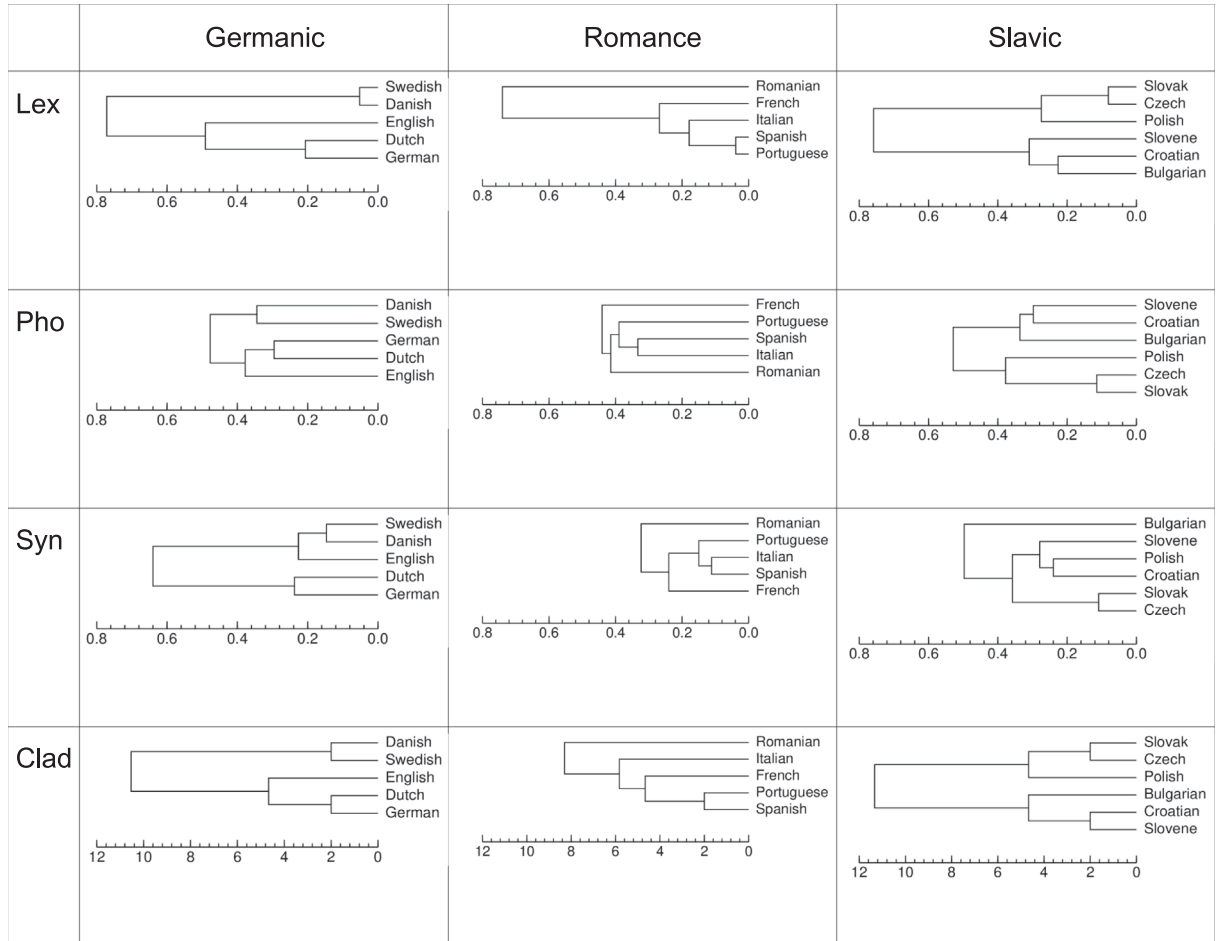 Germanic Romance Slavic
Lex
Swedish
Danish
English
Dutch
German
0.8 0.6 0.4 0.2 0.0
Romanian
French
Italian
Spanish
Portuguese
0.8 0.6 0.4 0.2 0.0
Slovak
Czech
Polish
Slovene
Croatian
Bulgarian
0.8 0.6 0.4 0.2 0.0
Pho
Danish
Swedish
German
Dutch
English
0.8 0.6 0.4 0.2 0.0
French
Portuguese
Spanish
Italian
Romanian
0.8 0.6 0.4 0.2 0.0
Slovene
Croatian
Bulgarian
Polish
Czech
Slovak
0.8 0.6 0.4 0.2 0.0
Syn
Swedish
Danish
English
Dutch
German
0.8 0.6 0.4 0.2 0.0
Romanian
Portuguese
Italian
Spanish
French
0.8 0.6 0.4 0.2 0.0
Bulgarian
Slovene
Polish
Croatian
Slovak
Czech
0.8 0.6 0.4 0.2 0.0
Clad
Danish
Swedish
English
Dutch
German
12 10 8 6 4 2 0
Romanian
Italian
French
Portuguese
Spanish
12 10 8 6 4 2 0
Slovak
Czech
Polish
Bulgarian
Croatian
Slovene
12 10 8 6 4 2 0